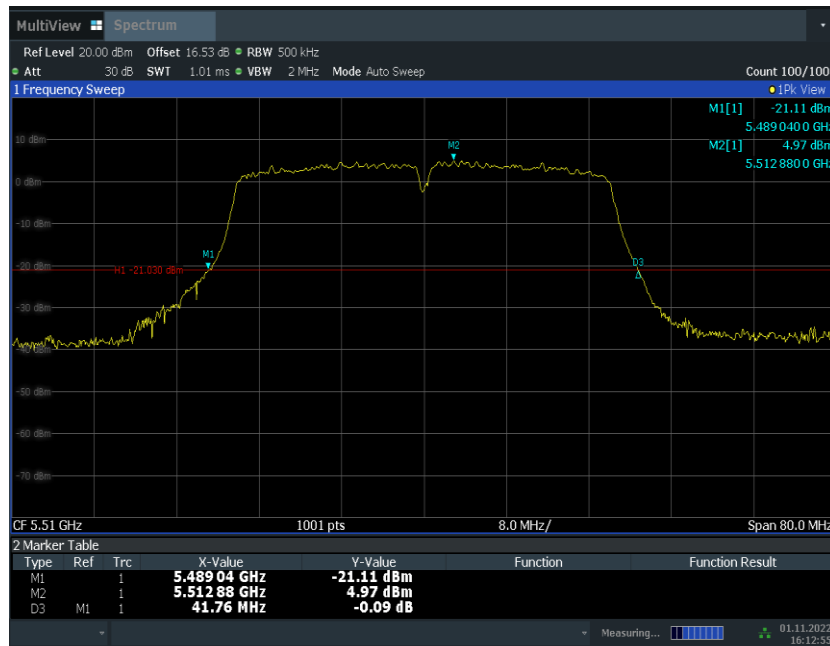 MultiView Spectrum
Ref Level 20.00 dBm Offset 16.53 dB RBW 500 kHz
Att 30 dB SWT 1.01 ms VBW 2 MHz Mode Auto Sweep Count 100/100
1 Frequency Sweep 1Pk View
M1[1] -21.11 dBm
5.489 040 0 GHz
10 dBm
M2
M2[1] 4.97 dBm
5.512 880 0 GHz
0 dBm
-10 dBm
M1
-20 dBm
H1 -21.030 dBm
D3
-30 dBm
-40 dBm
-50 dBm
-60 dBm
-70 dBm
CF 5.51 GHz 1001 pts 8.0 MHz/ Span 80.0 MHz
2 Marker Table
Type Ref Trc X-Value Y-Value Function Function Result
M1 1 5.489 04 GHz -21.11 dBm
M2 1 5.512 88 GHz 4.97 dBm
D3 M1 1 41.76 MHz -0.09 dB
Measuring... 01.11.2022
16:12:55